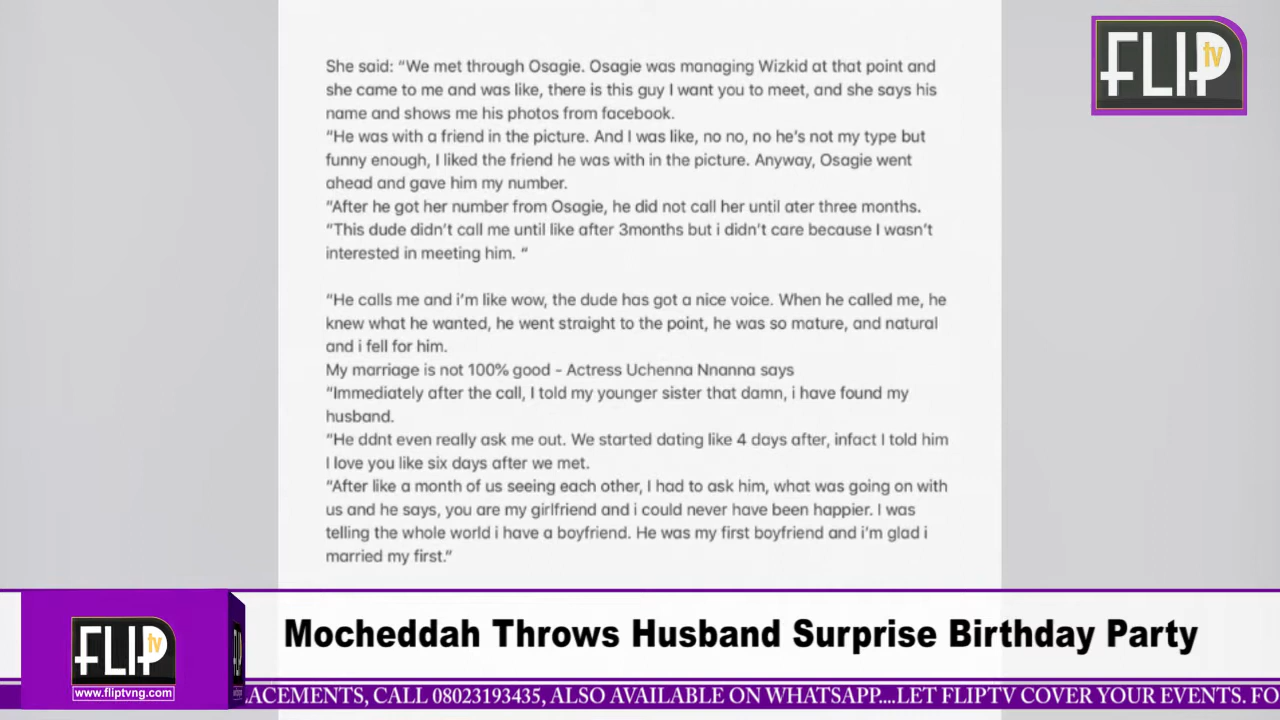 FLIP tv
She said: “We met through Osagie. Osagie was managing Wizkid at that point and
she came to me and was like, there is this guy I want you to meet, and she says his
name and shows me his photos from facebook.
“He was with a friend in the picture. And I was like, no no, no he’s not my type but
funny enough, I liked the friend he was with in the picture. Anyway, Osagie went
ahead and gave him my number.
“After he got her number from Osagie, he did not call her until ater three months.
“This dude didn’t call me until like after 3months but i didn’t care because I wasn’t
interested in meeting him. “
“He calls me and i’m like wow, the dude has got a nice voice. When he called me, he
knew what he wanted, he went straight to the point, he was so mature, and natural
and i fell for him.
My marriage is not 100% good - Actress Uchenna Nnanna says
“Immediately after the call, I told my younger sister that damn, i have found my
husband.
“He ddnt even really ask me out. We started dating like 4 days after, infact I told him
I love you like six days after we met.
“After like a month of us seeing each other, I had to ask him, what was going on with
us and he says, you are my girlfriend and i could never have been happier. I was
telling the whole world i have a boyfriend. He was my first boyfriend and i’m glad i
married my first.”
Mocheddah Throws Husband Surprise Birthday Party
FLIP tv
www.fliptvng.com
ACEMENTS, CALL 08023193435, ALSO AVAILABLE ON WHATSAPP....LET FLIPTV COVER YOUR EVENTS. FO